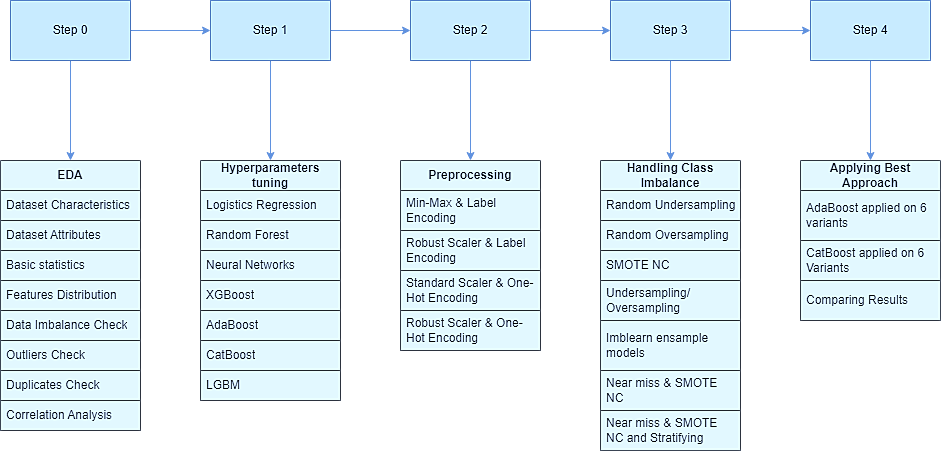 Step 0
Step 1
Step 2
Step 3
Step 4
EDA
Dataset Characteristics
Dataset Attributes
Basic statistics
Features Distribution
Data Imbalance Check
Outliers Check
Duplicates Check
Correlation Analysis
Hyperparameters
tuning
Logistics Regression
Random Forest
Neural Networks
XGBoost
AdaBoost
CatBoost
LGBM
Preprocessing
Min-Max & Label
Encoding
Robust Scaler & Label
Encoding
Standard Scaler & One-
Hot Encoding
Robust Scaler & One-
Hot Encoding
Handling Class
Imbalance
Random Undersampling
Random Oversampling
SMOTE NC
Undersampling/
Oversampling
Imblearn ensample
models
Near miss & SMOTE
NC
Near miss & SMOTE
NC and Stratifying
Applying Best
Approach
AdaBoost applied on 6
variants
CatBoost applied on 6
Variants
Comparing Results